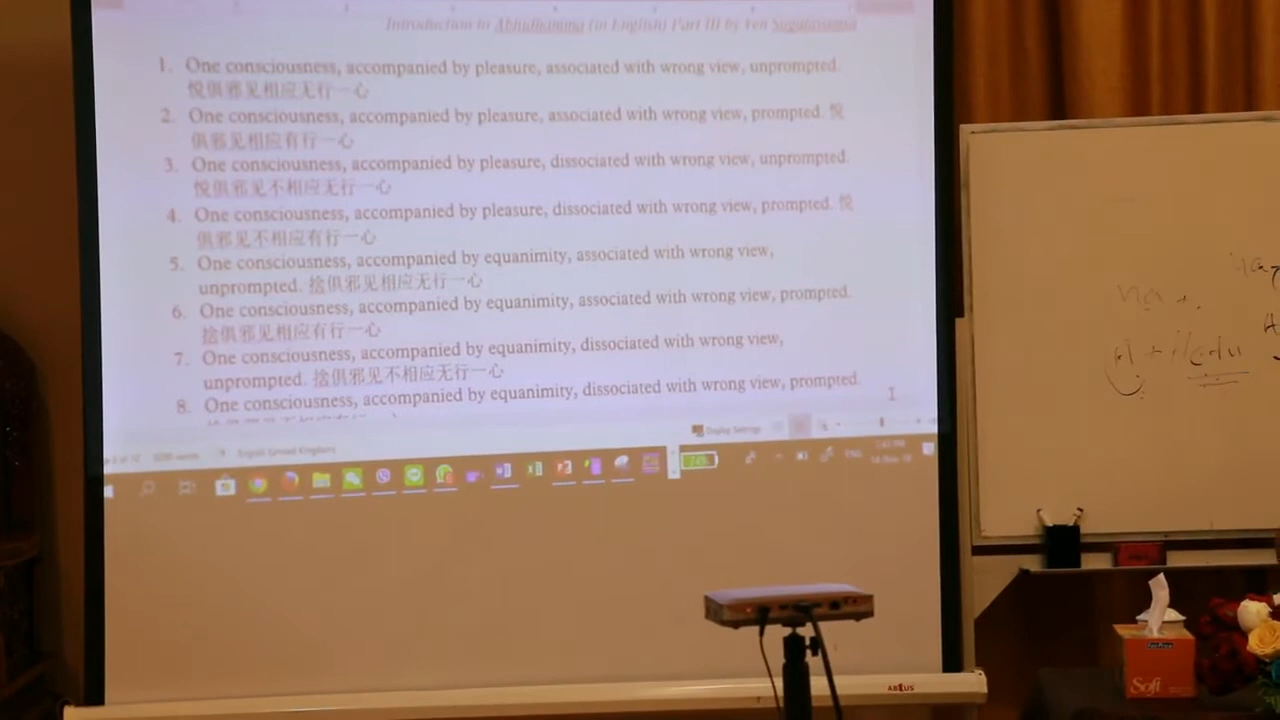 Introduction to Abhidhamma (in English) Part III by Ven Sugatavamsa
1. One consciousness, accompanied by pleasure, associated with wrong view, unprompted.
悦俱邪见相应无行一心
2. One consciousness, accompanied by pleasure, associated with wrong view, prompted. 悦
俱邪见相应有行一心
3. One consciousness, accompanied by pleasure, dissociated with wrong view, unprompted.
悦俱邪见不相应无行一心
4. One consciousness, accompanied by pleasure, dissociated with wrong view, prompted. 悦
俱邪见不相应有行一心
5. One consciousness, accompanied by equanimity, associated with wrong view,
unprompted. 捨俱邪见相应无行一心
6. One consciousness, accompanied by equanimity, associated with wrong view, prompted.
捨俱邪见相应有行一心
7. One consciousness, accompanied by equanimity, dissociated with wrong view,
unprompted. 捨俱邪见不相应无行一心
8. One consciousness, accompanied by equanimity, dissociated with wrong view, prompted.
English (United Kingdom)
Display Settings
74%
Sofi